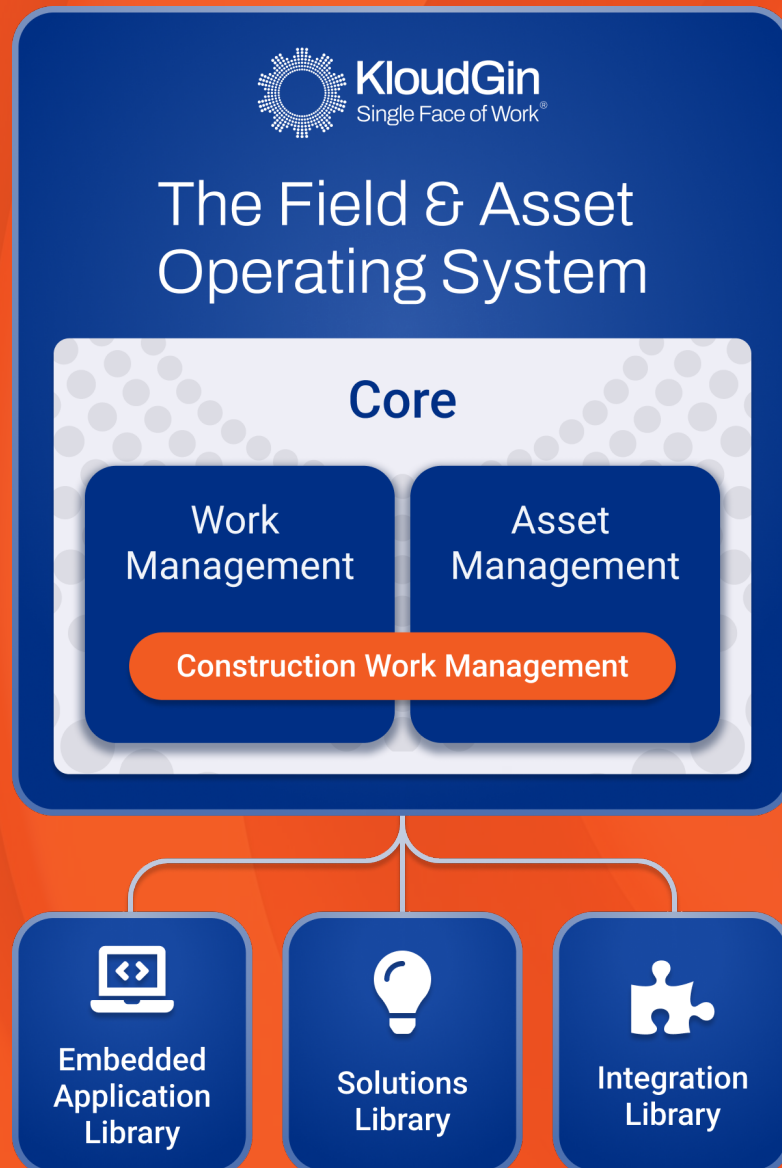 KloudGin
Single Face of Work®
The Field & Asset
Operating System
Core
Work
Management
Asset
Management
Construction Work Management
Embedded
Application
Library
Solutions
Library
Integration
Library